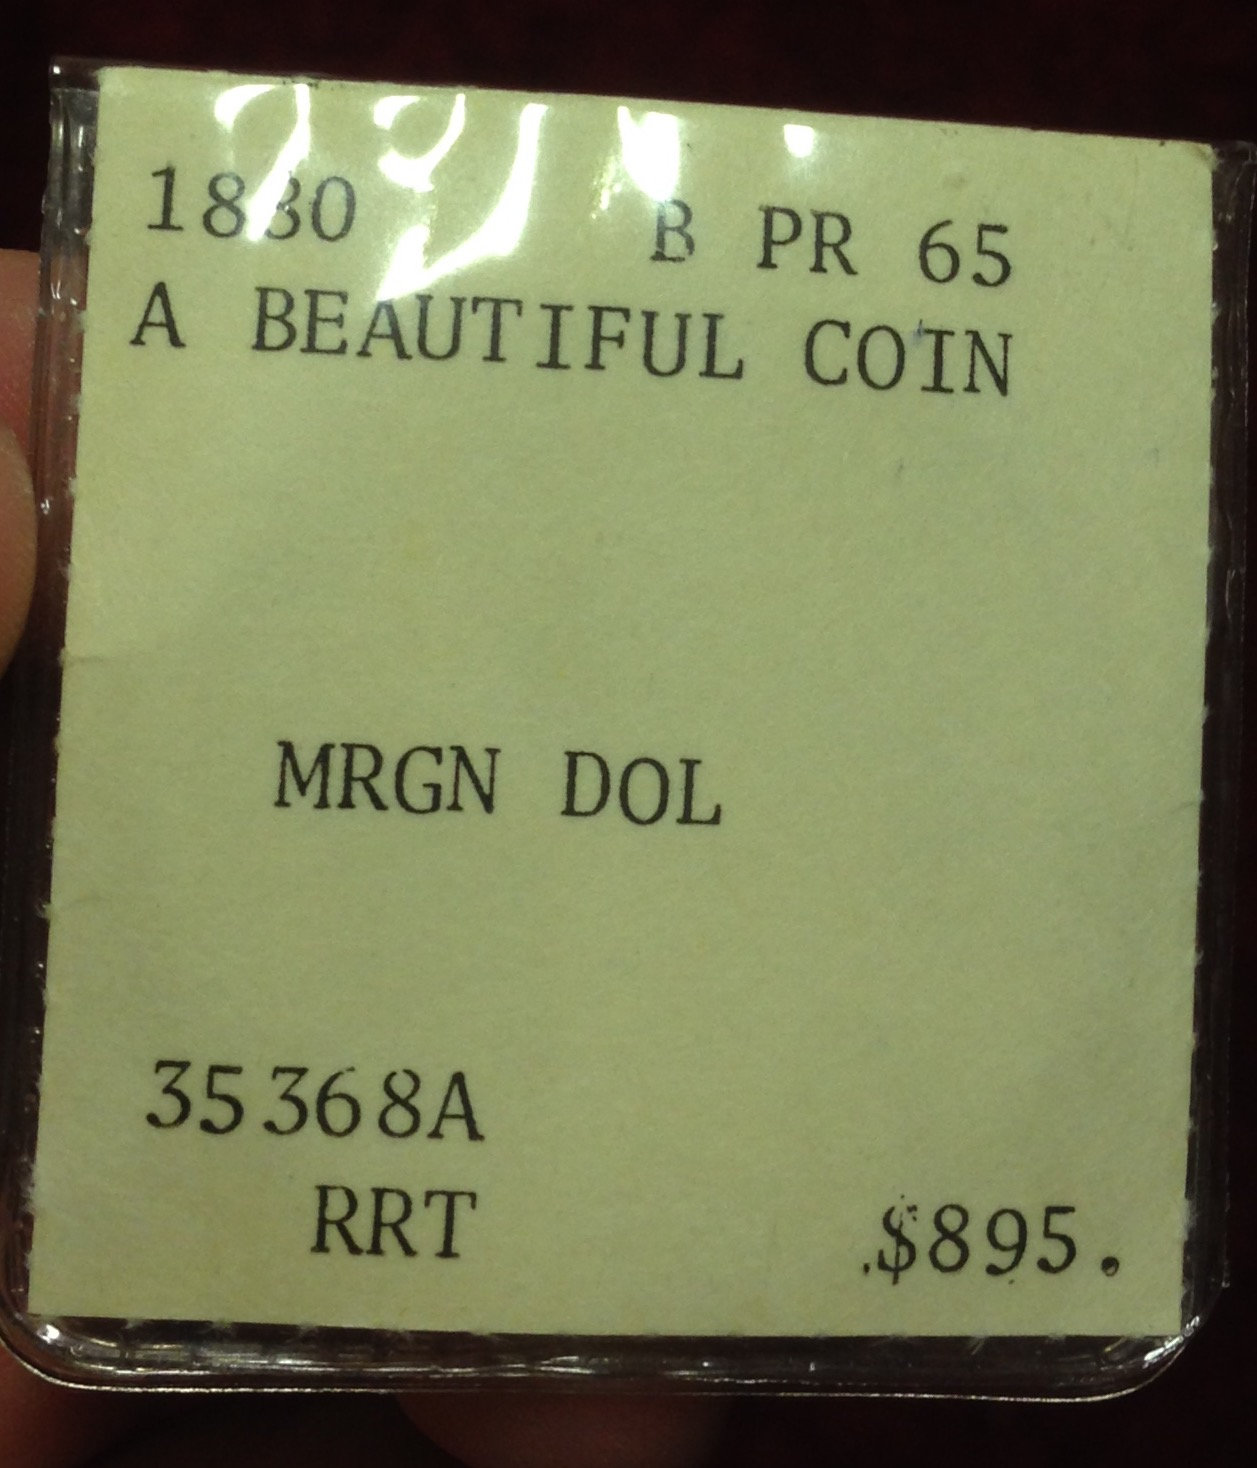 1880 B PR 65
A BEAUTIFUL COIN
MRGN DOL
35368A
RRT $895.